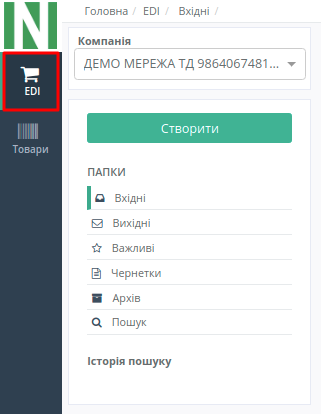 N
Головна / EDI / Вхідні /
EDI
Товари
Компанія
ДЕМО МЕРЕЖА ТД 9864067481...
Створити
ПАПКИ
Вхідні
Вихідні
Важливі
Чернетки
Архів
Пошук
Історія пошуку